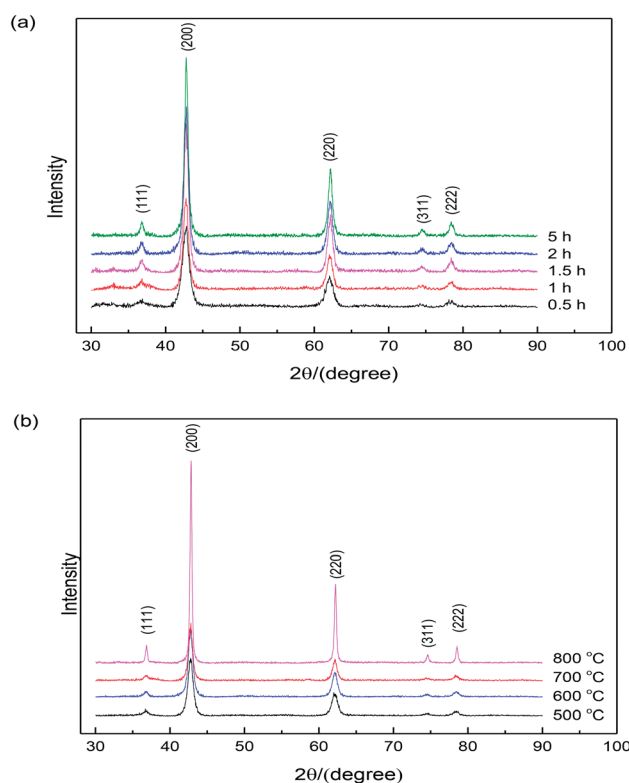 (a)
(200)
(220)
(111)
(311)
(222)
Intensity
5 h
2 h
1.5 h
1 h
0.5 h
30 40 50 60 70 80 90 100
2θ/(degree)
(b)
(200)
(220)
(111)
(311)
(222)
Intensity
800 °C
700 °C
600 °C
500 °C
30 40 50 60 70 80 90 100
2θ/(degree)